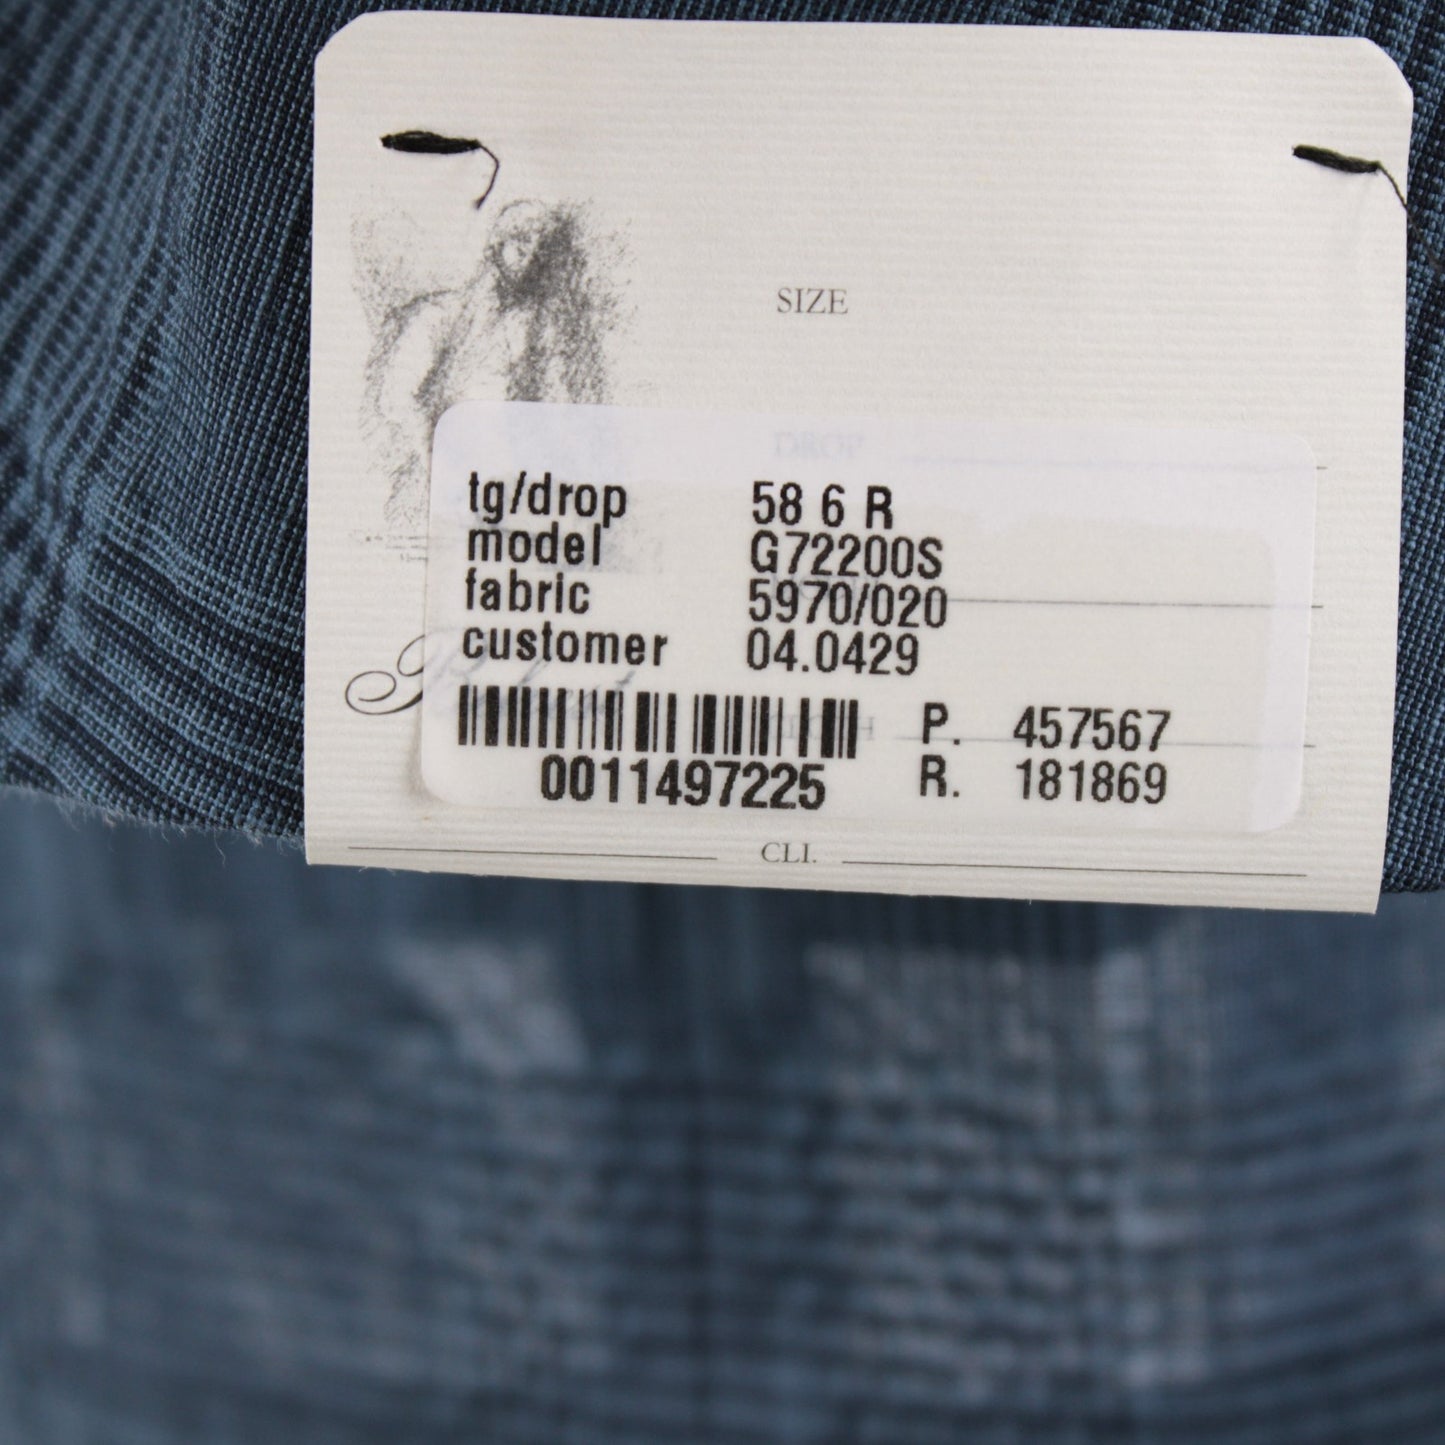 SIZE
DROP
tg/drop 58 6 R
model G72200S
fabric 5970/020
customer 04.0429
P. 457567
0011497225 R. 181869
CLI.